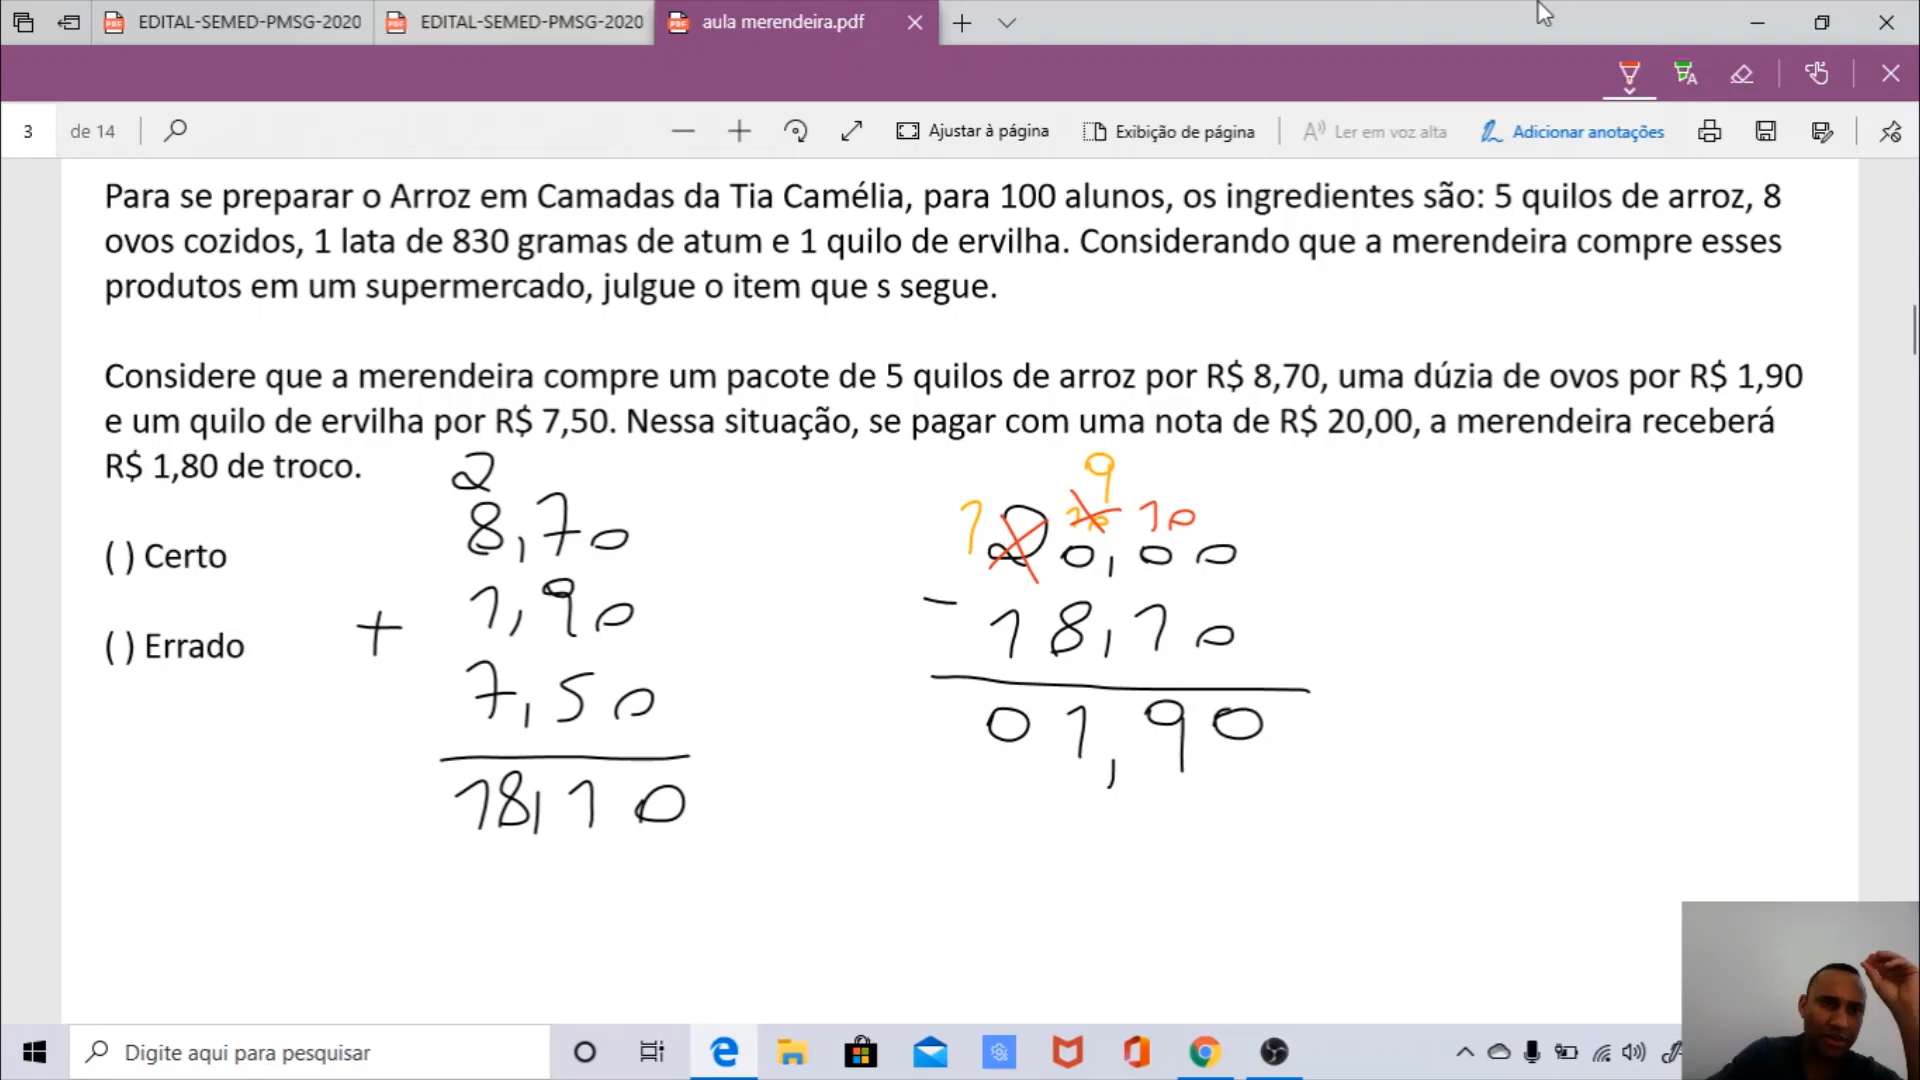 EDITAL-SEMED-PMSG-2020
EDITAL-SEMED-PMSG-2020
aula merendeira.pdf
3 de 14
Ajustar à página
Exibição de página
Ler em voz alta
Adicionar anotações
Para se preparar o Arroz em Camadas da Tia Camélia, para 100 alunos, os ingredientes são: 5 quilos de arroz, 8
ovos cozidos, 1 lata de 830 gramas de atum e 1 quilo de ervilha. Considerando que a merendeira compre esses
produtos em um supermercado, julgue o item que s segue.
Considere que a merendeira compre um pacote de 5 quilos de arroz por R$ 8,70, uma dúzia de ovos por R$ 1,90
e um quilo de ervilha por R$ 7,50. Nessa situação, se pagar com uma nota de R$ 20,00, a merendeira receberá
R$ 1,80 de troco.
( ) Certo
( ) Errado
2
8,70
1,90
+
7,50
18,10
9
1 10 10
20,00
- 18,10
01,90
Digite aqui para pesquisar